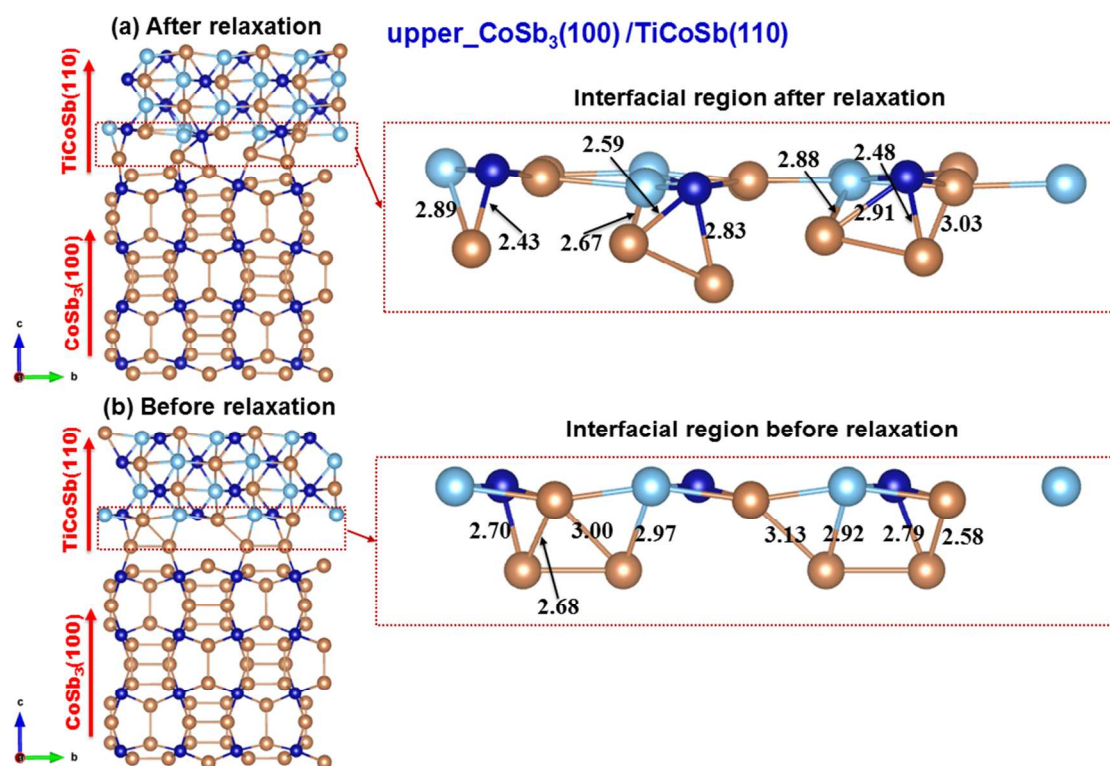 (a) After relaxation
upper_CoSb₃(100) /TiCoSb(110)
TiCoSb(110)
CoSb₃(100)
c
b
Interfacial region after relaxation
2.59
2.88
2.48
2.89
2.43
2.67
2.83
2.91
3.03
(b) Before relaxation
TiCoSb(110)
CoSb₃(100)
c
b
Interfacial region before relaxation
2.70
3.00
2.97
3.13
2.92
2.79
2.58
2.68